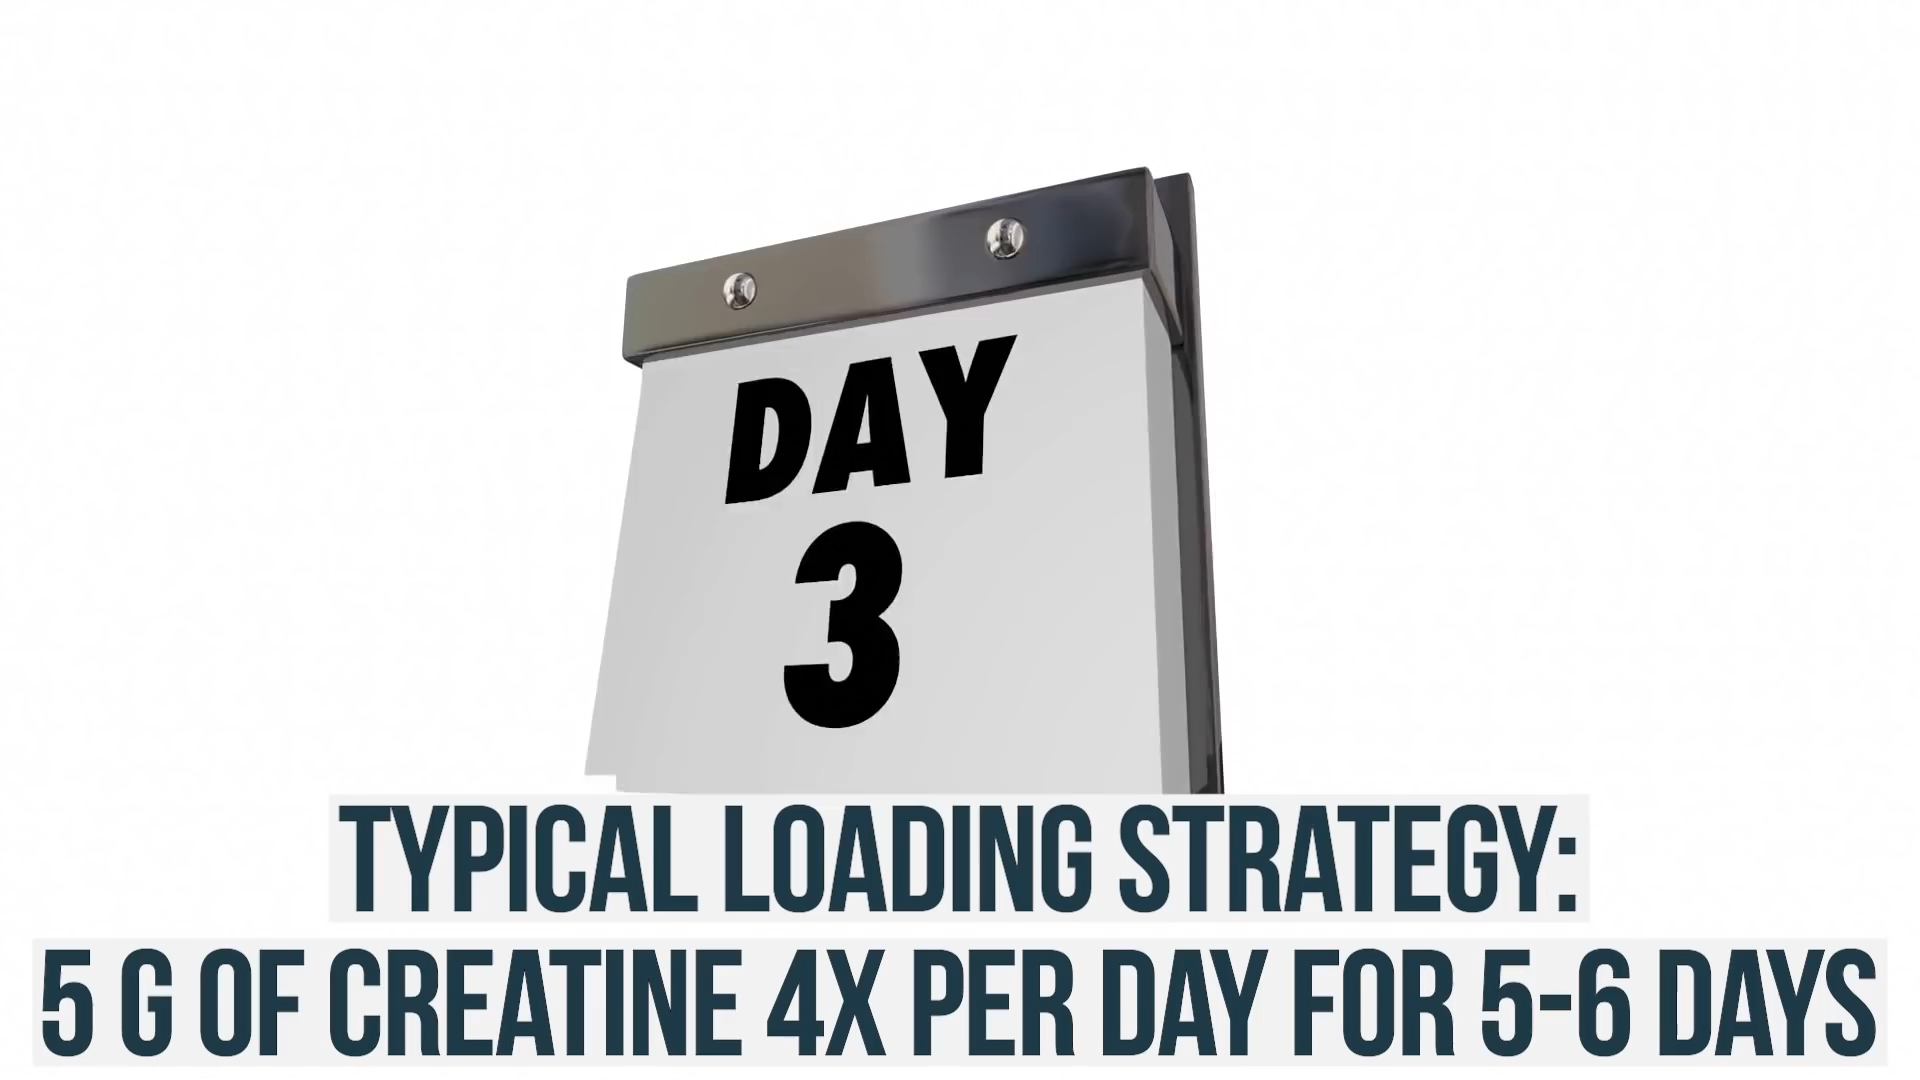 DAY
3
TYPICAL LOADING STRATEGY:
5 G OF CREATINE 4X PER DAY FOR 5-6 DAYS